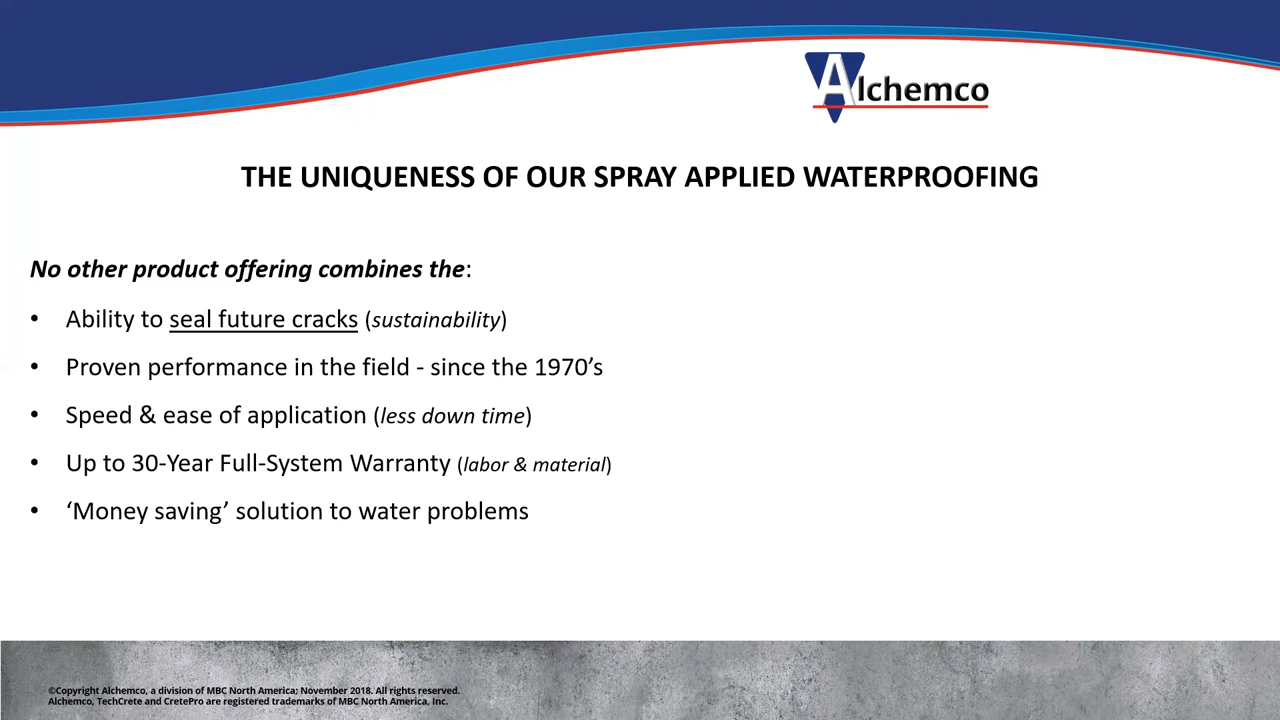 Alchemco
THE UNIQUENESS OF OUR SPRAY APPLIED WATERPROOFING
No other product offering combines the:
• Ability to seal future cracks (sustainability)
• Proven performance in the field - since the 1970’s
• Speed & ease of application (less down time)
• Up to 30-Year Full-System Warranty (labor & material)
• ‘Money saving’ solution to water problems
©Copyright Alchemco, a division of MBC North America; November 2018. All rights reserved.
Alchemco, TechCrete and CretePro are registered trademarks of MBC North America, Inc.